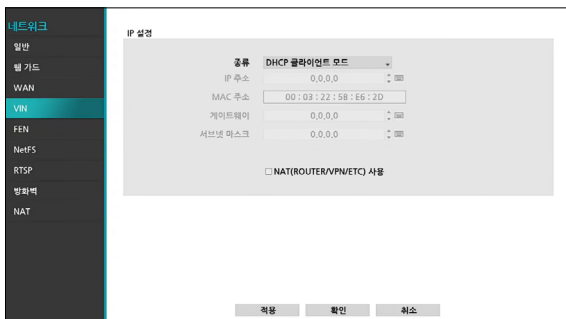 네트워크
일반
웹 가드
WAN
VIN
FEN
NetFS
RTSP
방화벽
NAT
IP 설정
종류 DHCP 클라이언트 모드
IP 주소 0,0,0,0
MAC 주소 00 : 03 : 22 : 5B : E6 : 2D
게이트웨이 0,0,0,0
서브넷 마스크 0,0,0,0
NAT(ROUTER/VPN/ETC) 사용
적용 확인 취소